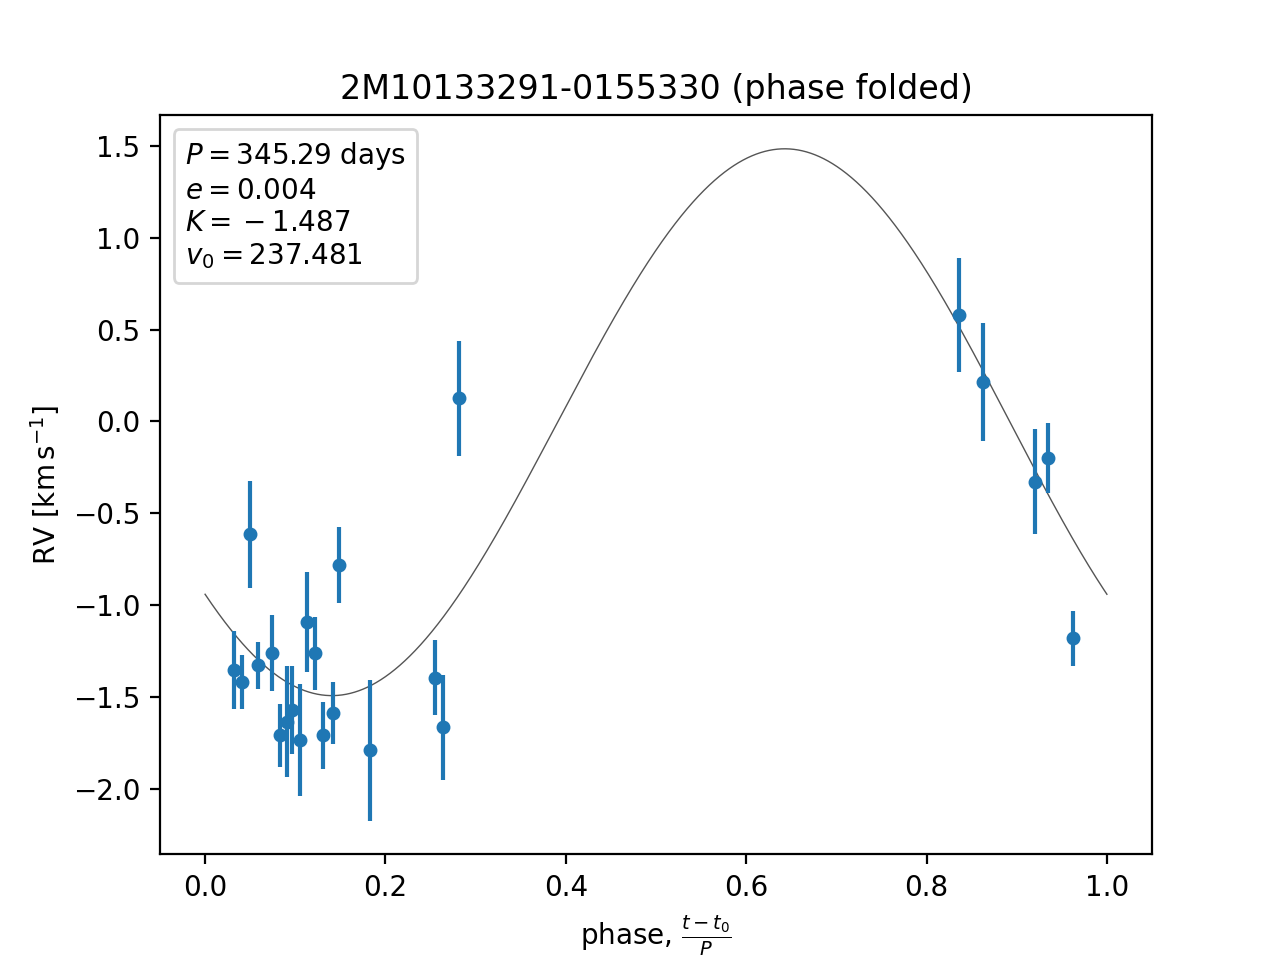 2M10133291-0155330 (phase folded)
P = 345.29 days
e = 0.004
K = −1.487
v₀ = 237.481
1.5
1.0
0.5
0.0
−0.5
−1.0
−1.5
−2.0
RV [km s⁻¹]
0.0 0.2 0.4 0.6 0.8 1.0
phase, (t − t₀)/P